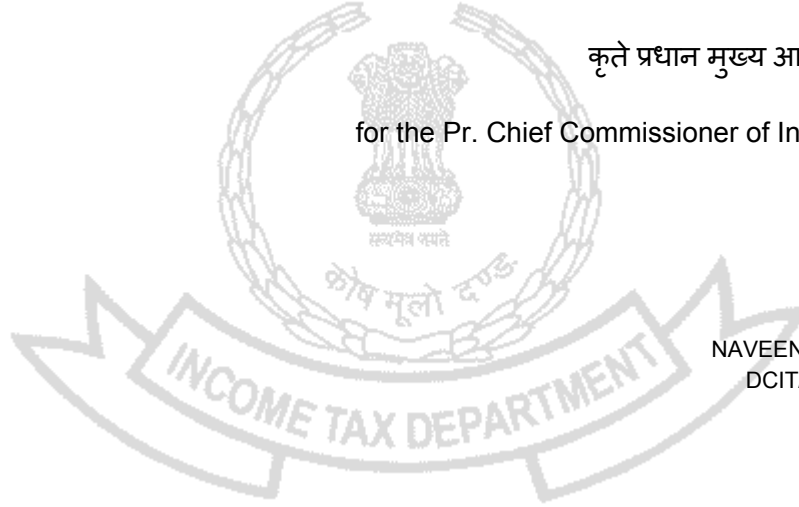 कृते प्रधान मुख्य आ
for the Pr. Chief Commissioner of In
सत्यमेव जयते
कोष मूलो दण्डः
NAVEEN
DCIT
INCOME TAX DEPARTMENT